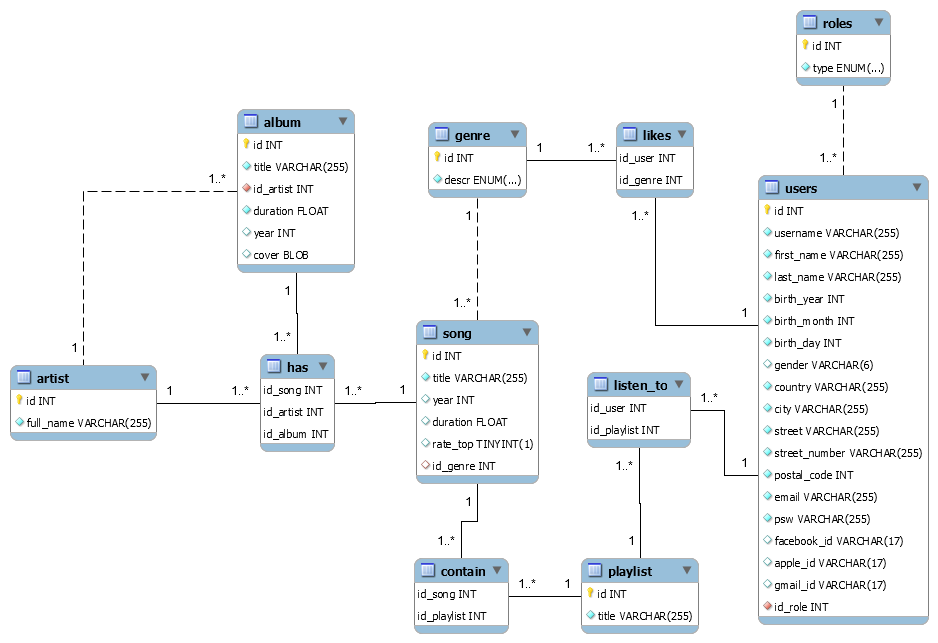 roles
id INT
type ENUM(...)
1
1..*
album
id INT
title VARCHAR(255)
id_artist INT
duration FLOAT
year INT
cover BLOB
1..*
1
1
1..*
genre
id INT
descr ENUM(...)
1
1..*
1
1..*
likes
id_user INT
id_genre INT
1..*
1
users
id INT
username VARCHAR(255)
first_name VARCHAR(255)
last_name VARCHAR(255)
birth_year INT
birth_month INT
birth_day INT
gender VARCHAR(6)
country VARCHAR(255)
city VARCHAR(255)
street VARCHAR(255)
street_number VARCHAR(255)
postal_code INT
email VARCHAR(255)
psw VARCHAR(255)
facebook_id VARCHAR(17)
apple_id VARCHAR(17)
gmail_id VARCHAR(17)
id_role INT
artist
id INT
full_name VARCHAR(255)
1
1..*
has
id_song INT
id_artist INT
id_album INT
1..*
1
song
id INT
title VARCHAR(255)
year INT
duration FLOAT
rate_top TINYINT(1)
id_genre INT
1
1..*
listen_to
id_user INT
id_playlist INT
1..*
1
1..*
1
contain
id_song INT
id_playlist INT
1..*
1
playlist
id INT
title VARCHAR(255)